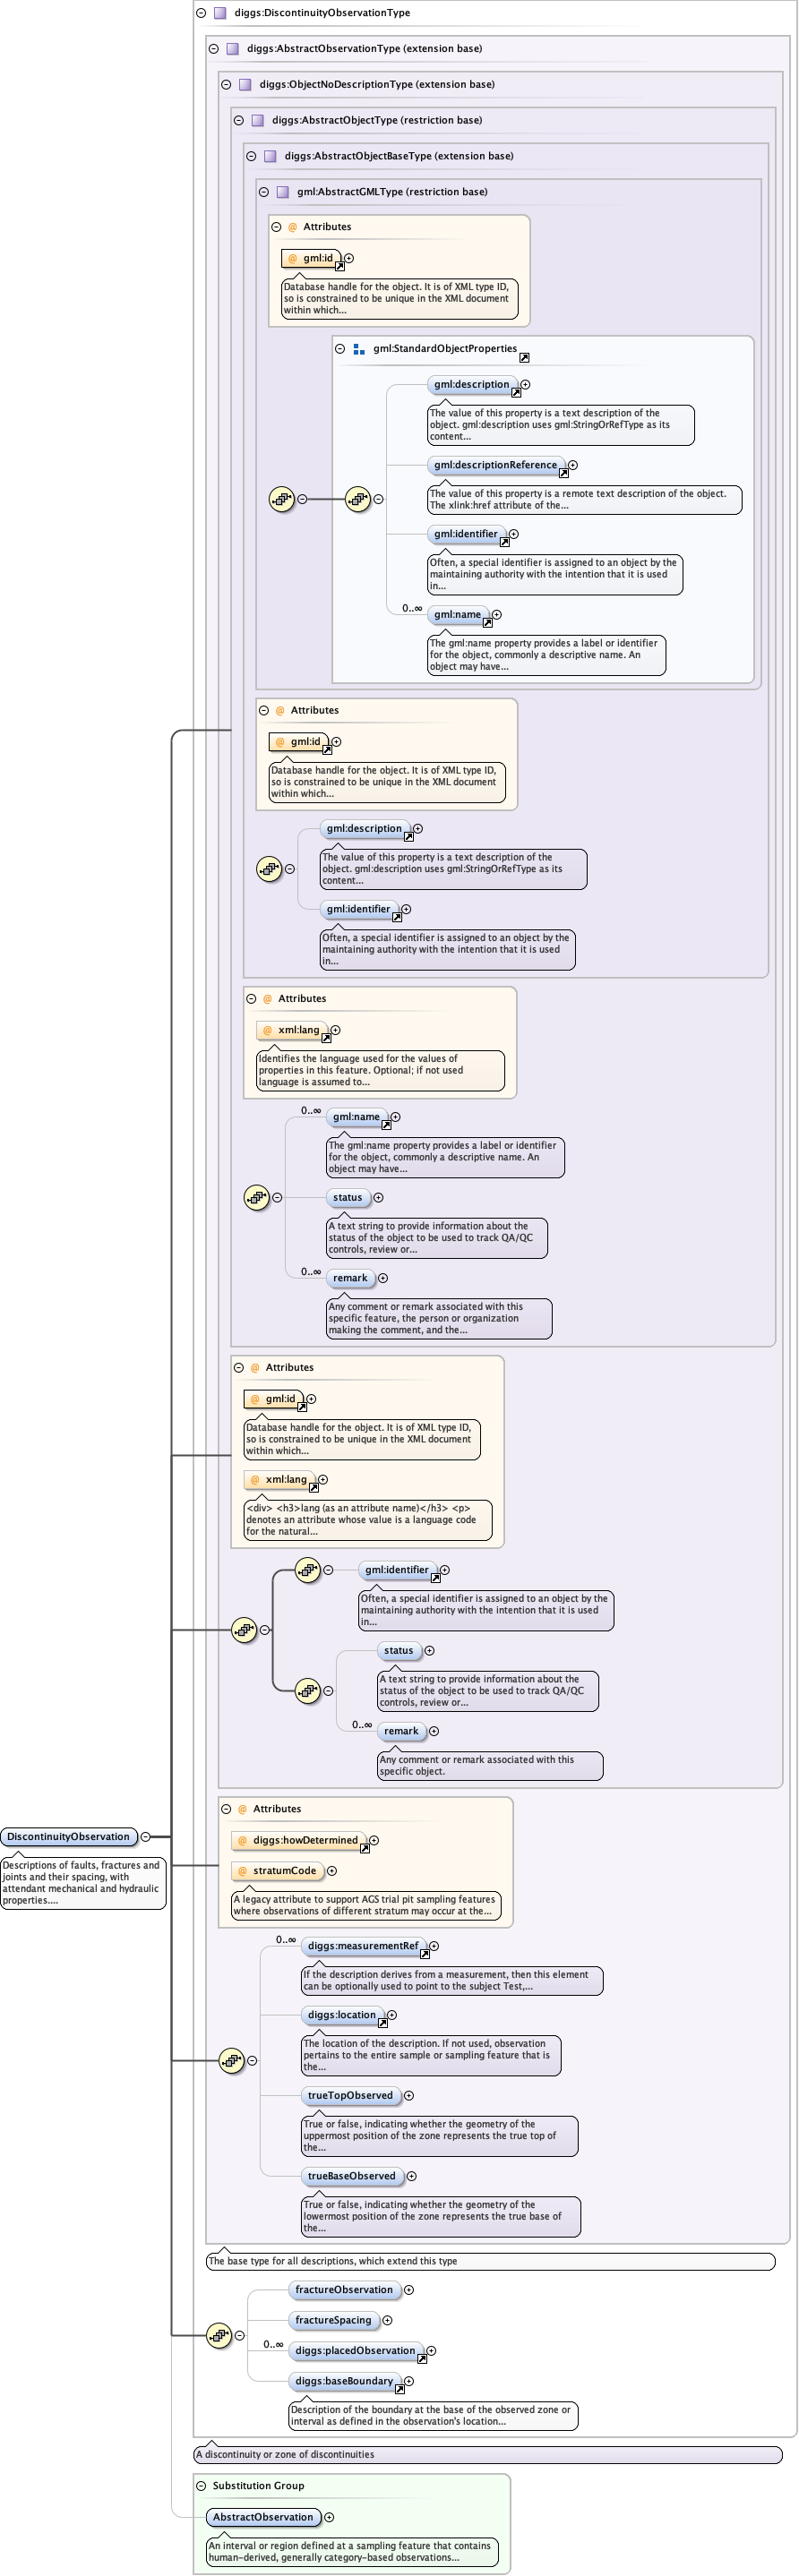 diggs:DiscontinuityObservationType
diggs:AbstractObservationType (extension base)
diggs:ObjectNoDescriptionType (extension base)
diggs:AbstractObjectType (restriction base)
diggs:AbstractObjectBaseType (extension base)
gml:AbstractGMLType (restriction base)
@ Attributes
@ gml:id
Database handle for the object. It is of XML type ID,
so is constrained to be unique in the XML document
within which...
gml:StandardObjectProperties
gml:description
The value of this property is a text description of the
object. gml:description uses gml:StringOrRefType as its
content...
gml:descriptionReference
The value of this property is a remote text description of the object.
The xlink:href attribute of the...
gml:identifier
Often, a special identifier is assigned to an object by the
maintaining authority with the intention that it is used
in...
0..∞
gml:name
The gml:name property provides a label or identifier
for the object, commonly a descriptive name. An
object may have...
@ Attributes
@ gml:id
Database handle for the object. It is of XML type ID,
so is constrained to be unique in the XML document
within which...
gml:description
The value of this property is a text description of the
object. gml:description uses gml:StringOrRefType as its
content...
gml:identifier
Often, a special identifier is assigned to an object by the
maintaining authority with the intention that it is used
in...
@ Attributes
@ xml:lang
Identifies the language used for the values of
properties in this feature. Optional; if not used
language is assumed to...
0..∞
gml:name
The gml:name property provides a label or identifier
for the object, commonly a descriptive name. An
object may have...
status
A text string to provide information about the
status of the object to be used to track QA/QC
controls, review or...
0..∞
remark
Any comment or remark associated with this
specific feature, the person or organization
making the comment, and the...
@ Attributes
@ gml:id
Database handle for the object. It is of XML type ID,
so is constrained to be unique in the XML document
within which...
@ xml:lang
<div> <h3>lang (as an attribute name)</h3> <p>
denotes an attribute whose value is a language code
for the natural...
gml:identifier
Often, a special identifier is assigned to an object by the
maintaining authority with the intention that it is used
in...
status
A text string to provide information about the
status of the object to be used to track QA/QC
controls, review or...
0..∞
remark
Any comment or remark associated with this
specific object.
@ Attributes
@ diggs:howDetermined
@ stratumCode
A legacy attribute to support AGS trial pit sampling features
where observations of different stratum may occur at the...
DiscontinuityObservation
Descriptions of faults, fractures and
joints and their spacing, with
attendant mechanical and hydraulic
properties....
0..∞
diggs:measurementRef
If the description derives from a measurement, then this element
can be optionally used to point to the subject Test,...
diggs:location
The location of the description. If not used, observation
pertains to the entire sample or sampling feature that is
the...
trueTopObserved
True or false, indicating whether the geometry of the
uppermost position of the zone represents the true top of
the...
trueBaseObserved
True or false, indicating whether the geometry of the
lowermost position of the zone represents the true base of
the...
The base type for all descriptions, which extend this type
fractureObservation
fractureSpacing
0..∞
diggs:placedObservation
diggs:baseBoundary
Description of the boundary at the base of the observed zone or
interval as defined in the observation's location...
A discontinuity or zone of discontinuities
Substitution Group
AbstractObservation
An interval or region defined at a sampling feature that contains
human-derived, generally category-based observations...